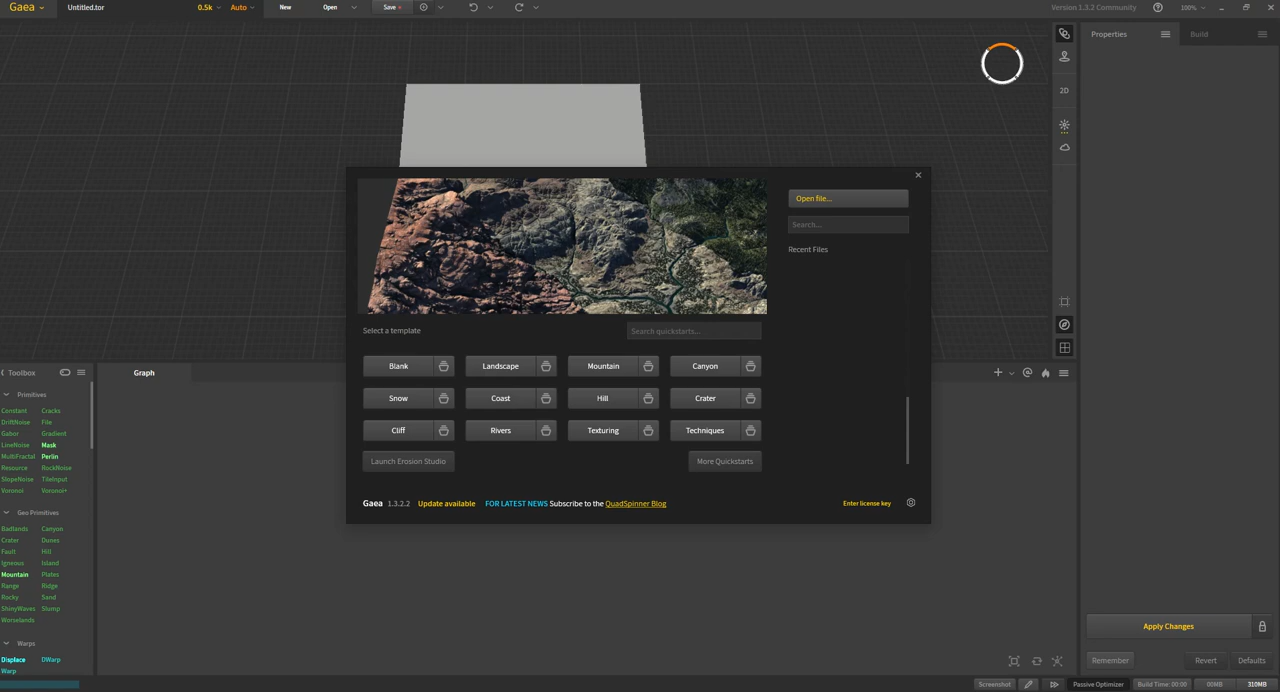 Gaea Untitled.tor 0.5k Auto New Open Save Version 1.3.2 Community 100%
Properties Build
2D
Open file...
Search...
Recent Files
Select a template Search quickstarts...
Blank Landscape Mountain Canyon
Snow Coast Hill Crater
Cliff Rivers Texturing Techniques
Launch Erosion Studio More Quickstarts
Gaea 1.3.2.2 Update available FOR LATEST NEWS Subscribe to the QuadSpinner Blog Enter license key
Toolbox Graph
Primitives
Constant Cracks
DriftNoise File
Gabor Gradient
LineNoise Mask
MultiFractal Perlin
Resource RockNoise
SlopeNoise TileInput
Voronoi Voronoi+
Geo Primitives
Badlands Canyon
Crater Dunes
Fault Hill
Igneous Island
Mountain Plates
Range Ridge
Rocky Sand
ShinyWaves Slump
Worselands
Warps
Displace DWarp
Warp
Apply Changes
Remember Revert Defaults
Screenshot Passive Optimizer Build Time: 00:00 00MB 310MB